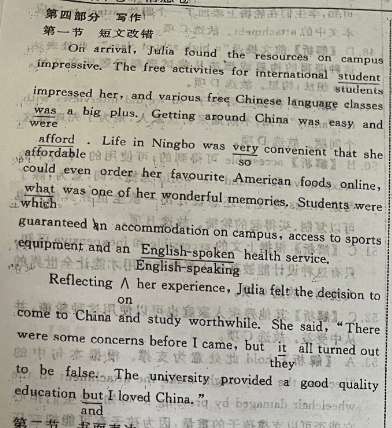 第四部分 写作
第一节 短文改错
On arrival, Julia found the resources on campus
impressive. The free activities for international student
students
impressed her, and various free Chinese language classes
was a big plus. Getting around China was easy and
were
afford . Life in Ningbo was very convenient that she
affordable so
could even order her favourite American foods online,
what was one of her wonderful memories. Students were
which
guaranteed an accommodation on campus, access to sports
equipment and an English-spoken health service.
English-speaking
Reflecting ∧ her experience, Julia felt the decision to
on
come to China and study worthwhile. She said, "There
were some concerns before I came, but it all turned out
they
to be false. The university provided a good quality
education but I loved China."
and